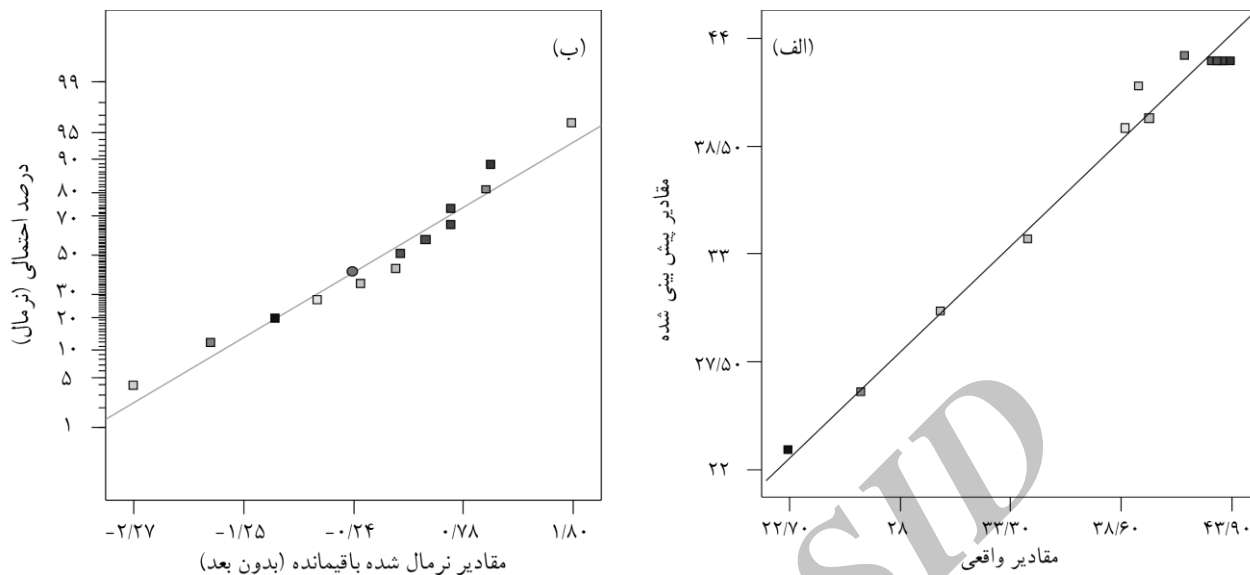 (الف)
مقادیر پیش بینی شده
۴۴
۳۸/۵۰
۳۳
۲۷/۵۰
۲۲
۲۲/۷۰ ۲۸ ۳۳/۳۰ ۳۸/۶۰ ۴۳/۹۰
مقادیر واقعی
(ب)
درصد احتمالی (نرمال)
۹۹
۹۵
۹۰
۸۰
۷۰
۵۰
۳۰
۲۰
۱۰
۵
۱
-۲/۲۷ -۱/۲۵ -۰/۲۴ ۰/۷۸ ۱/۸۰
مقادیر نرمال شده باقیمانده (بدون بعد)
SID